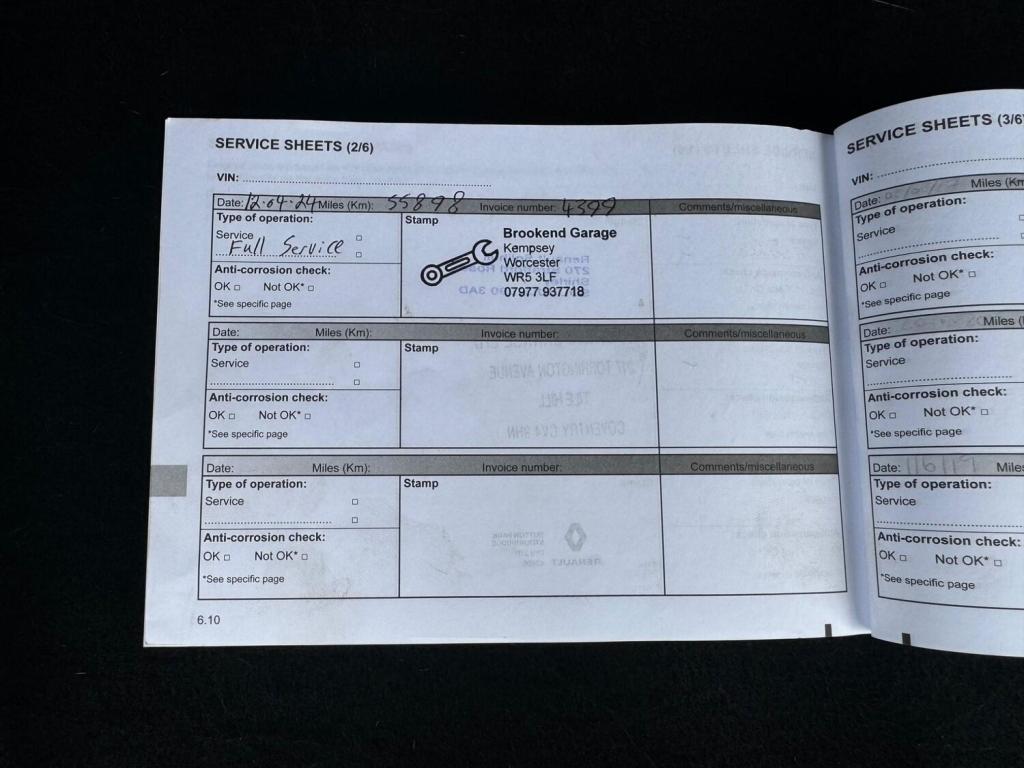 SERVICE SHEETS (2/6)
VIN:
Date: 12.04.24 Miles (Km): 55898 Invoice number: 4399 Comments/miscellaneous
Type of operation:
Service
Full Service
Anti-corrosion check:
OK Not OK*
*See specific page
Stamp
Brookend Garage
Kempsey
Worcester
WR5 3LF
07977 937718
Date: Miles (Km): Invoice number: Comments/miscellaneous
Type of operation:
Service
Anti-corrosion check:
OK Not OK*
*See specific page
Stamp
Date: Miles (Km): Invoice number: Comments/miscellaneous
Type of operation:
Service
Anti-corrosion check:
OK Not OK*
*See specific page
Stamp
6.10
SERVICE SHEETS (3/6
VIN:
Date: Miles (Km
Type of operation:
Service
Anti-corrosion check:
OK Not OK*
*See specific page
Date: Miles (
Type of operation:
Service
Anti-corrosion check:
OK Not OK*
*See specific page
Date: Miles
Type of operation:
Service
Anti-corrosion check:
OK Not OK*
*See specific page